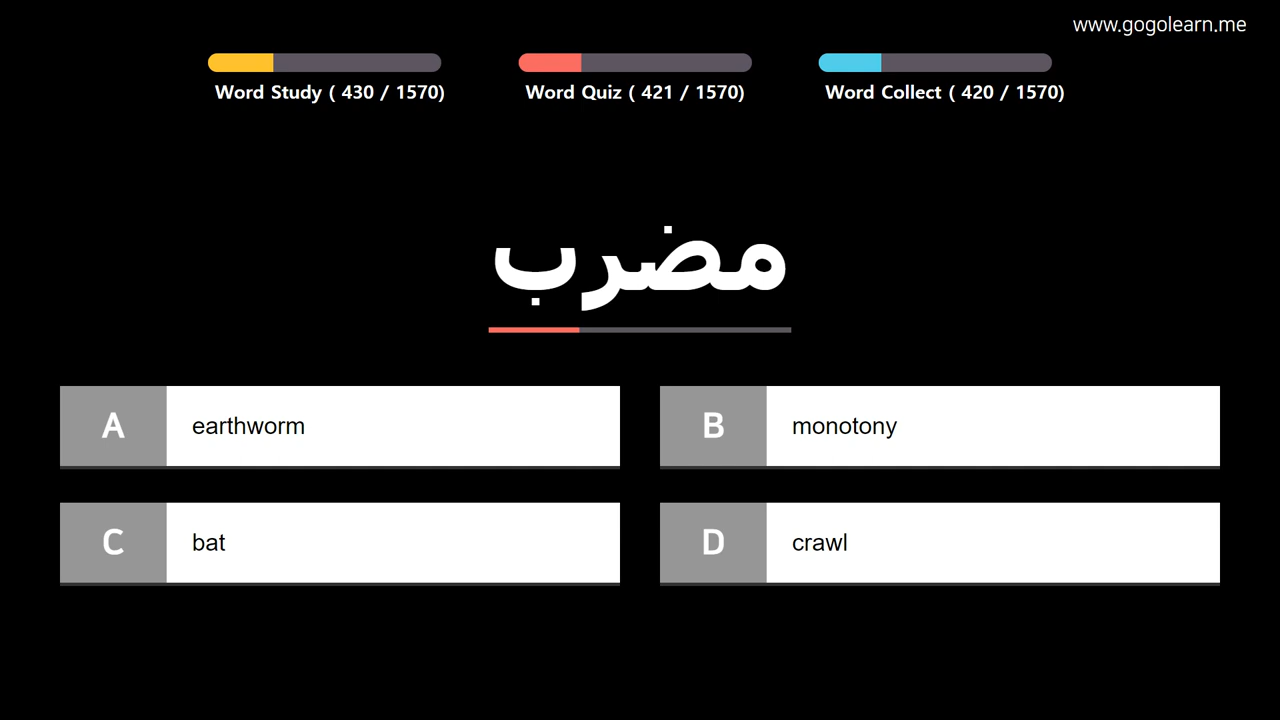 www.gogolearn.me
Word Study ( 430 / 1570)
Word Quiz ( 421 / 1570)
Word Collect ( 420 / 1570)
مضرب
A earthworm
B monotony
C bat
D crawl